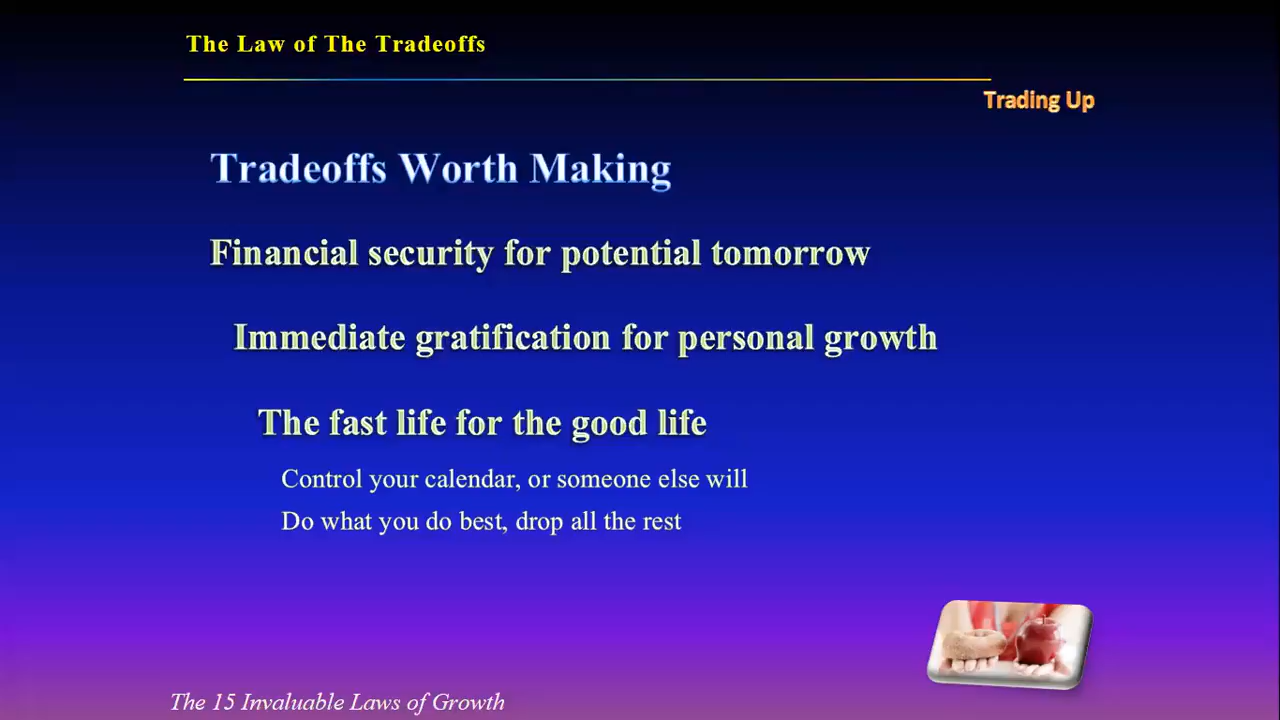 The Law of The Tradeoffs
Trading Up
Tradeoffs Worth Making
Financial security for potential tomorrow
Immediate gratification for personal growth
The fast life for the good life
Control your calendar, or someone else will
Do what you do best, drop all the rest
The 15 Invaluable Laws of Growth